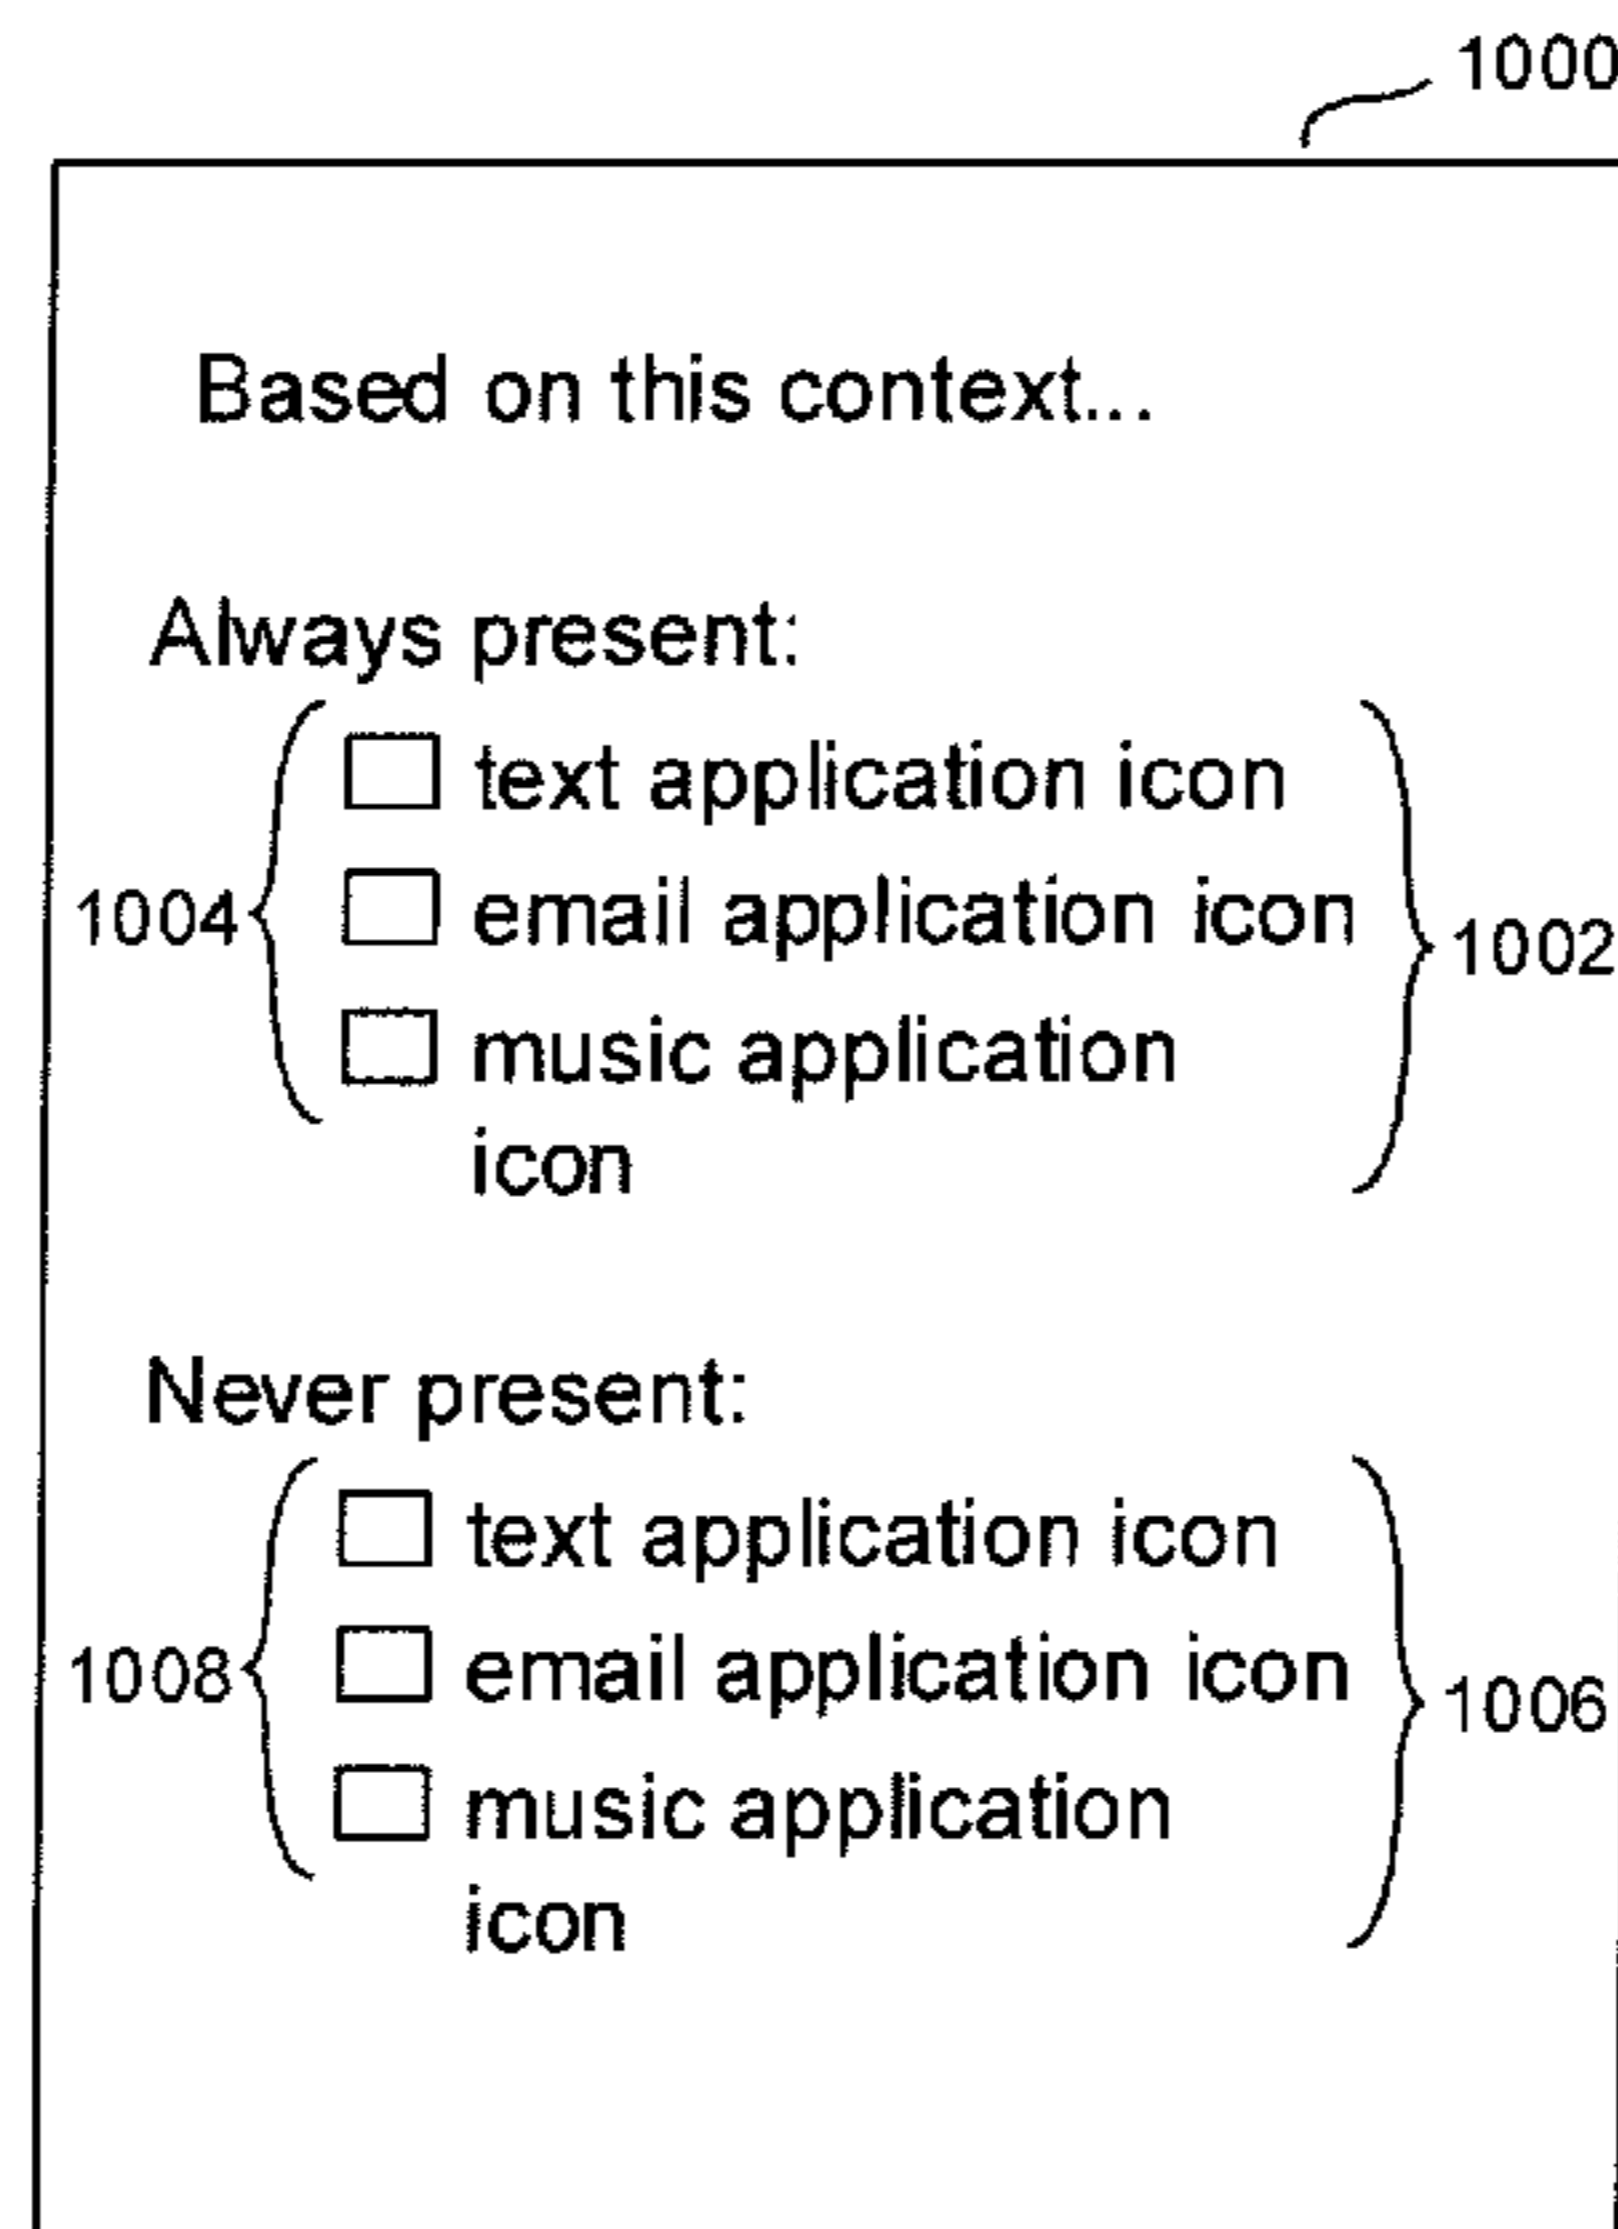 1000
Based on this context...
Always present:
text application icon
1004 email application icon 1002
music application
icon
Never present:
text application icon
1008 email application icon 1006
music application
icon